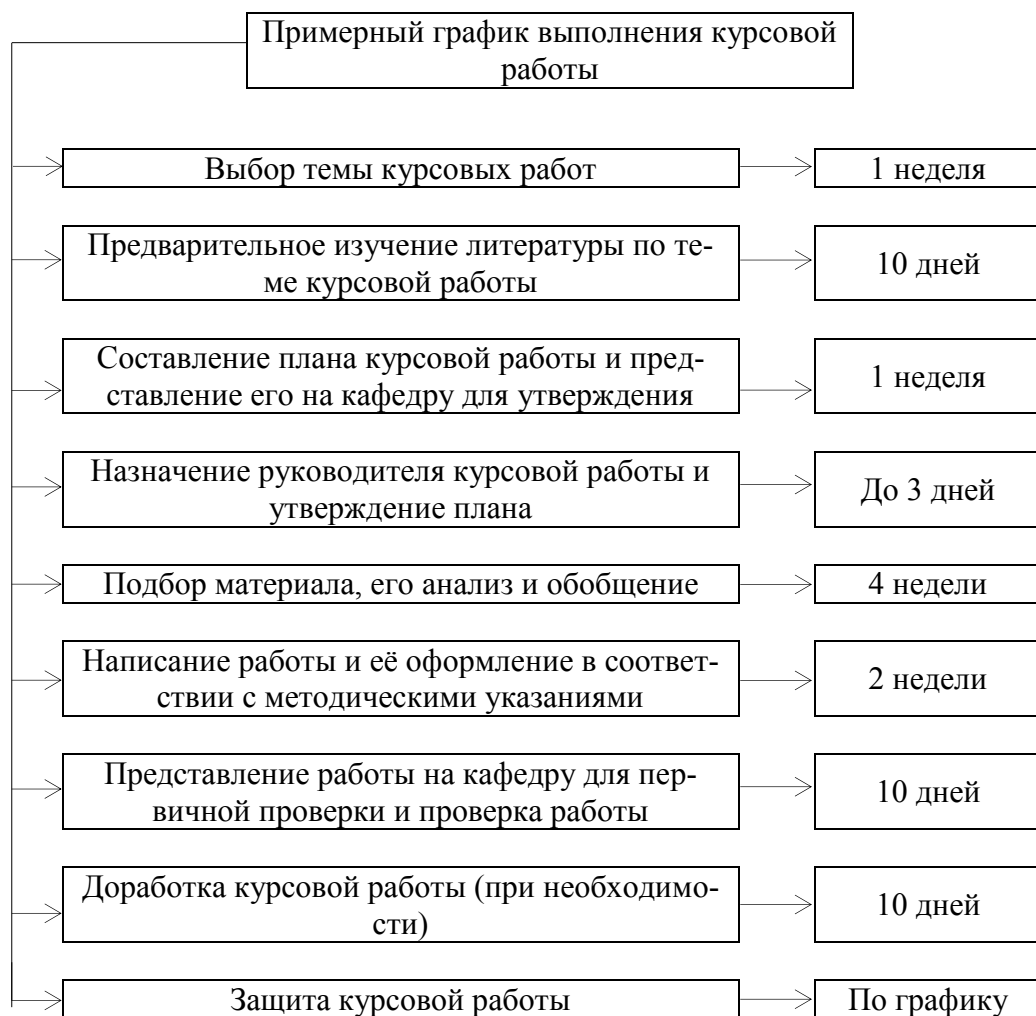 Примерный график выполнения курсовой
работы
Выбор темы курсовых работ
1 неделя
Предварительное изучение литературы по те-
ме курсовой работы
10 дней
Составление плана курсовой работы и пред-
ставление его на кафедру для утверждения
1 неделя
Назначение руководителя курсовой работы и
утверждение плана
До 3 дней
Подбор материала, его анализ и обобщение
4 недели
Написание работы и её оформление в соответ-
ствии с методическими указаниями
2 недели
Представление работы на кафедру для пер-
вичной проверки и проверка работы
10 дней
Доработка курсовой работы (при необходимо-
сти)
10 дней
Защита курсовой работы
По графику